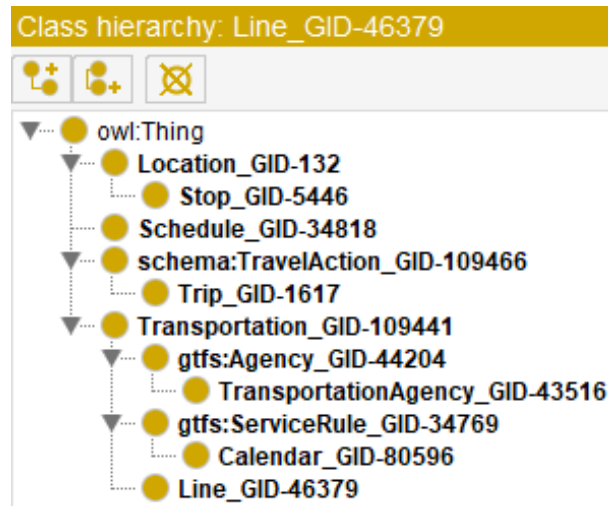 Class hierarchy: Line_GID-46379
owl:Thing
Location_GID-132
Stop_GID-5446
Schedule_GID-34818
schema:TravelAction_GID-109466
Trip_GID-1617
Transportation_GID-109441
gtfs:Agency_GID-44204
TransportationAgency_GID-43516
gtfs:ServiceRule_GID-34769
Calendar_GID-80596
Line_GID-46379